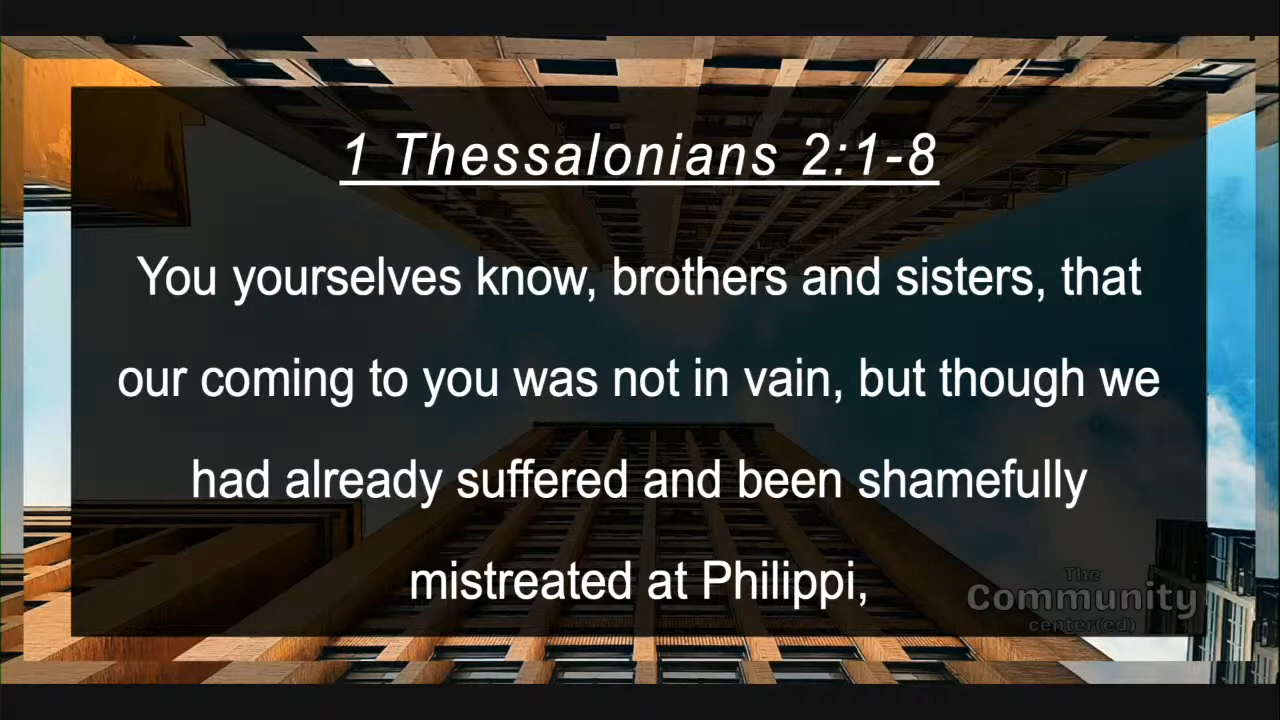 1 Thessalonians 2:1-8
You yourselves know, brothers and sisters, that
our coming to you was not in vain, but though we
had already suffered and been shamefully
mistreated at Philippi,
The
Community
center(ed)